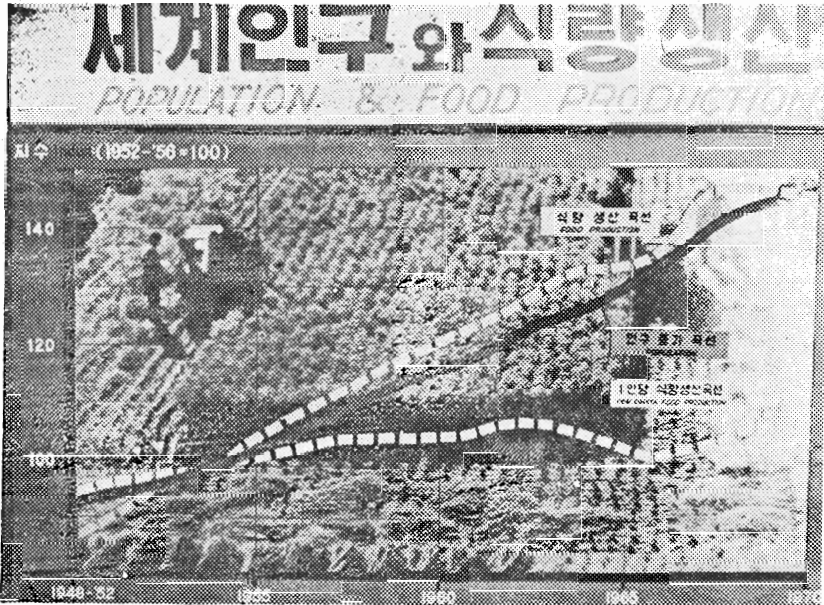 세계인구와 식량생산
POPULATION & FOOD PRODUCTION
지수 (1952-'56=100)
140
식량 생산 곡선
FOOD PRODUCTION
120
인구 증가 곡선
1인당 식량생산곡선
PER CAPITA FOOD PRODUCTION
100
1948-'52 1955 1960 1965